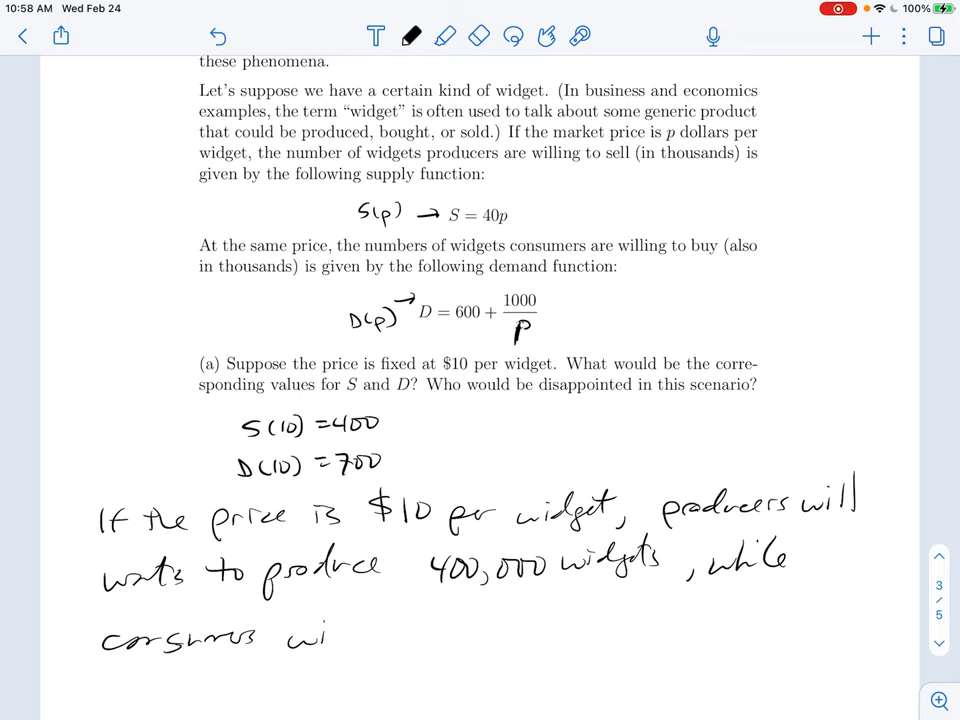 10:58 AM Wed Feb 24
100%
these phenomena.
Let's suppose we have a certain kind of widget. (In business and economics
examples, the term “widget” is often used to talk about some generic product
that could be produced, bought, or sold.) If the market price is p dollars per
widget, the number of widgets producers are willing to sell (in thousands) is
given by the following supply function:
S(p) → S = 40p
At the same price, the numbers of widgets consumers are willing to buy (also
in thousands) is given by the following demand function:
D(p) → D = 600 + 1000/p
(a) Suppose the price is fixed at $10 per widget. What would be the corre-
sponding values for S and D? Who would be disappointed in this scenario?
S(10) = 400
D(10) = 700
If the price is $10 per widget, producers will
wants to produce 400,000 widgets, while
consumers wi
3
/
5